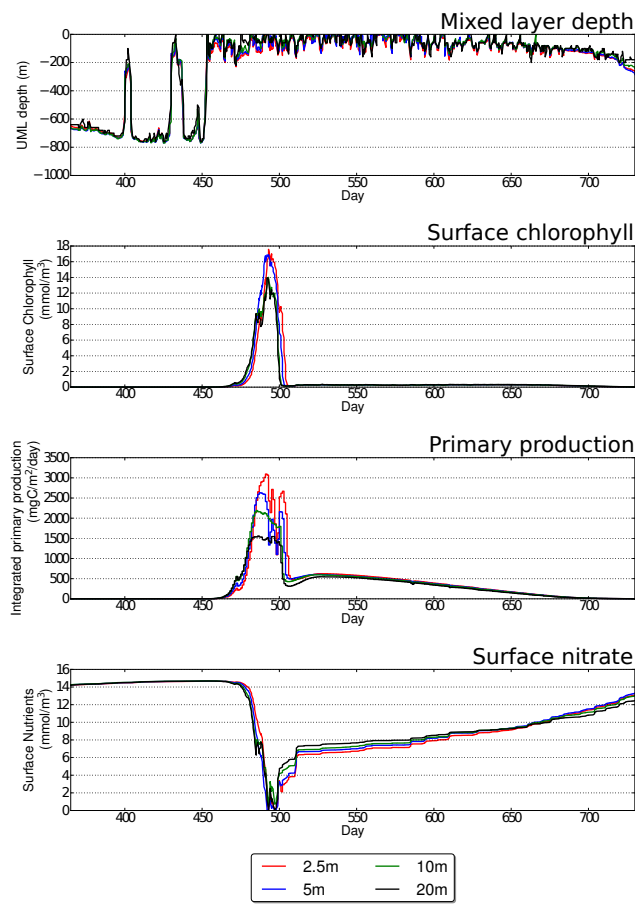 Mixed layer depth
UML depth (m)
0
−200
−400
−600
−800
−1000
400 450 500 550 600 650 700
Day
Surface chlorophyll
Surface Chlorophyll
(mmol/m³)
18
16
14
12
10
8
6
4
2
0
400 450 500 550 600 650 700
Day
Primary production
Integrated primary production
(mgC/m²/day)
3500
3000
2500
2000
1500
1000
500
0
400 450 500 550 600 650 700
Day
Surface nitrate
Surface Nutrients
(mmol/m³)
16
14
12
10
8
6
4
2
0
400 450 500 550 600 650 700
Day
2.5m 10m
5m 20m